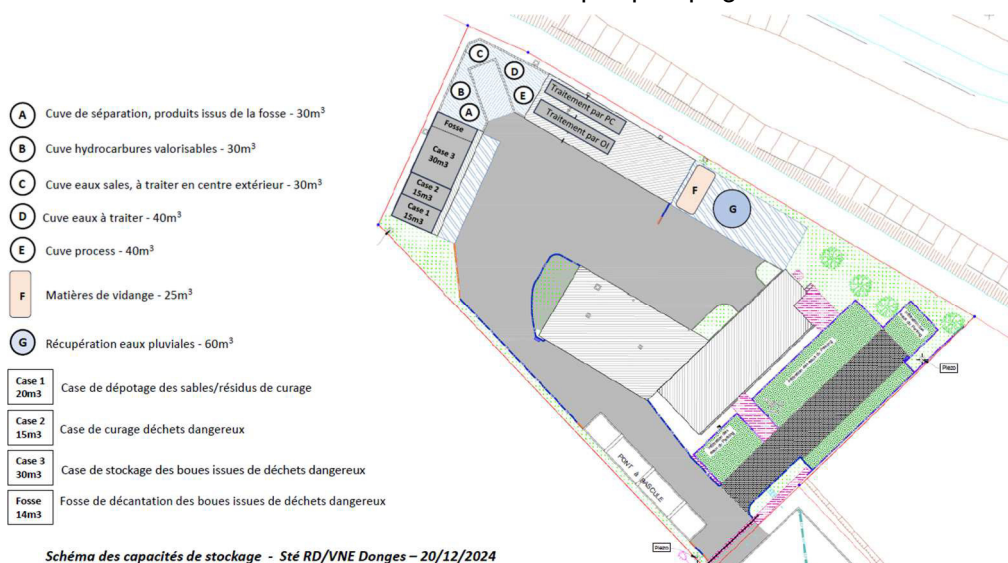 A Cuve de séparation, produits issus de la fosse - 30m³
B Cuve hydrocarbures valorisables - 30m³
C Cuve eaux sales, à traiter en centre extérieur - 30m³
D Cuve eaux à traiter - 40m³
E Cuve process - 40m³
F Matières de vidange - 25m³
G Récupération eaux pluviales - 60m³
Case 1
20m3
Case de dépotage des sables/résidus de curage
Case 2
15m3
Case de curage déchets dangereux
Case 3
30m3
Case de stockage des boues issues de déchets dangereux
Fosse
14m3
Fosse de décantation des boues issues de déchets dangereux
Schéma des capacités de stockage - Sté RD/VNE Donges – 20/12/2024
C
D
B
E
A
Traitement par PC
Traitement par OI
Fosse
Case 3
30m3
Case 2
15m3
Case 1
15m3
F
G
PONT à BASCULE
Piezo
Piezo